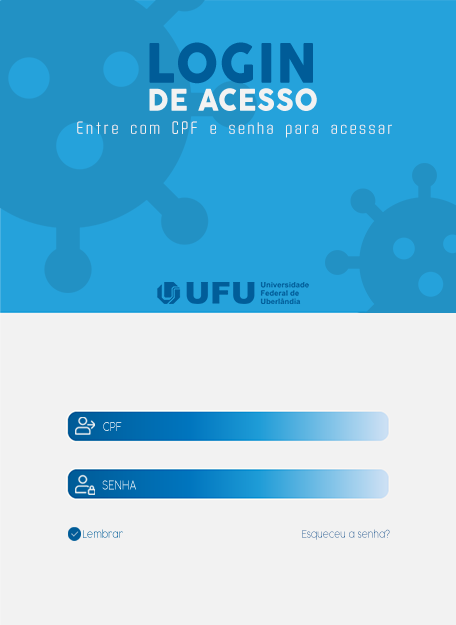 LOGIN
DE ACESSO
Entre com CPF e senha para acessar
UFU
Universidade
Federal de
Uberlândia
CPF
SENHA
Lembrar
Esqueceu a senha?